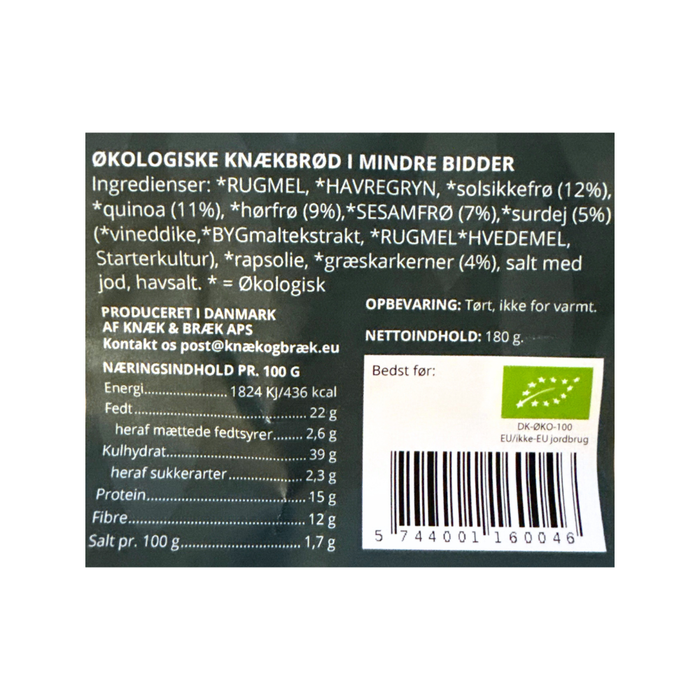 ØKOLOGISKE KNÆKBRØD I MINDRE BIDDER
Ingredienser: *RUGMEL, *HAVREGRYN, *solsikkefrø (12%),
*quinoa (11%), *hørfrø (9%),*SESAMFRØ (7%),*surdej (5%)
(*vineddike,*BYGmaltekstrakt, *RUGMEL*HVEDEMEL,
Starterkultur), *rapsolie, *græskarkerner (4%), salt med
jod, havsalt. * = Økologisk
PRODUCERET I DANMARK
AF KNÆK & BRÆK APS
Kontakt os post@knækogbræk.eu
OPBEVARING: Tørt, ikke for varmt.
NETTOINDHOLD: 180 g.
NÆRINGSINDHOLD PR. 100 G
Energi........................ 1824 KJ/436 kcal
Fedt................................................ 22 g
heraf mættede fedtsyrer....... 2,6 g
Kulhydrat....................................... 39 g
heraf sukkerarter.................... 2,3 g
Protein........................................... 15 g
Fibre................................................ 12 g
Salt pr. 100 g................................ 1,7 g
Bedst før:
DK-ØKO-100
EU/ikke-EU jordbrug
5 744001 160046